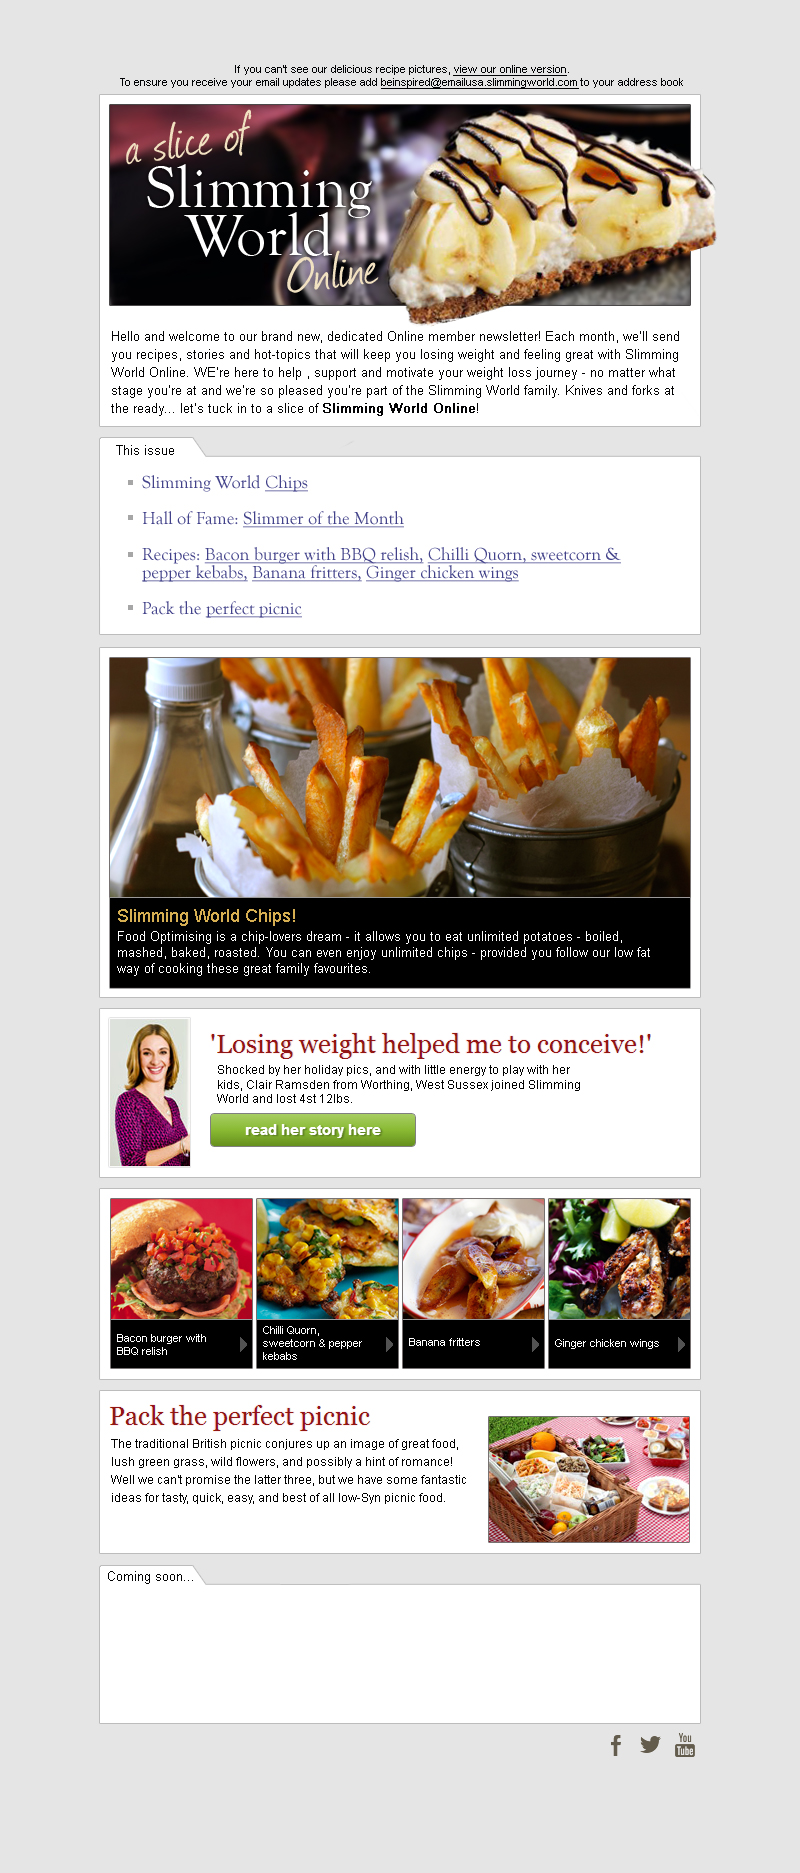 If you can't see our delicious recipe pictures, view our online version.
To ensure you receive your email updates please add beinspired@emailusa.slimmingworld.com to your address book
a slice of
Slimming
World
Online
Hello and welcome to our brand new, dedicated Online member newsletter! Each month, we'll send
you recipes, stories and hot-topics that will keep you losing weight and feeling great with Slimming
World Online. WE're here to help , support and motivate your weight loss journey - no matter what
stage you're at and we're so pleased you're part of the Slimming World family. Knives and forks at
the ready... let's tuck in to a slice of Slimming World Online!
This issue
Slimming World Chips
Hall of Fame: Slimmer of the Month
Recipes: Bacon burger with BBQ relish, Chilli Quorn, sweetcorn &
pepper kebabs, Banana fritters, Ginger chicken wings
Pack the perfect picnic
Slimming World Chips!
Food Optimising is a chip-lovers dream - it allows you to eat unlimited potatoes - boiled,
mashed, baked, roasted. You can even enjoy unlimited chips - provided you follow our low fat
way of cooking these great family favourites.
'Losing weight helped me to conceive!'
Shocked by her holiday pics, and with little energy to play with her
kids, Clair Ramsden from Worthing, West Sussex joined Slimming
World and lost 4st 12lbs.
read her story here
Bacon burger with
BBQ relish
Chilli Quorn,
sweetcorn & pepper
kebabs
Banana fritters
Ginger chicken wings
Pack the perfect picnic
The traditional British picnic conjures up an image of great food,
lush green grass, wild flowers, and possibly a hint of romance!
Well we can't promise the latter three, but we have some fantastic
ideas for tasty, quick, easy, and best of all low-Syn picnic food.
Coming soon...
You
Tube